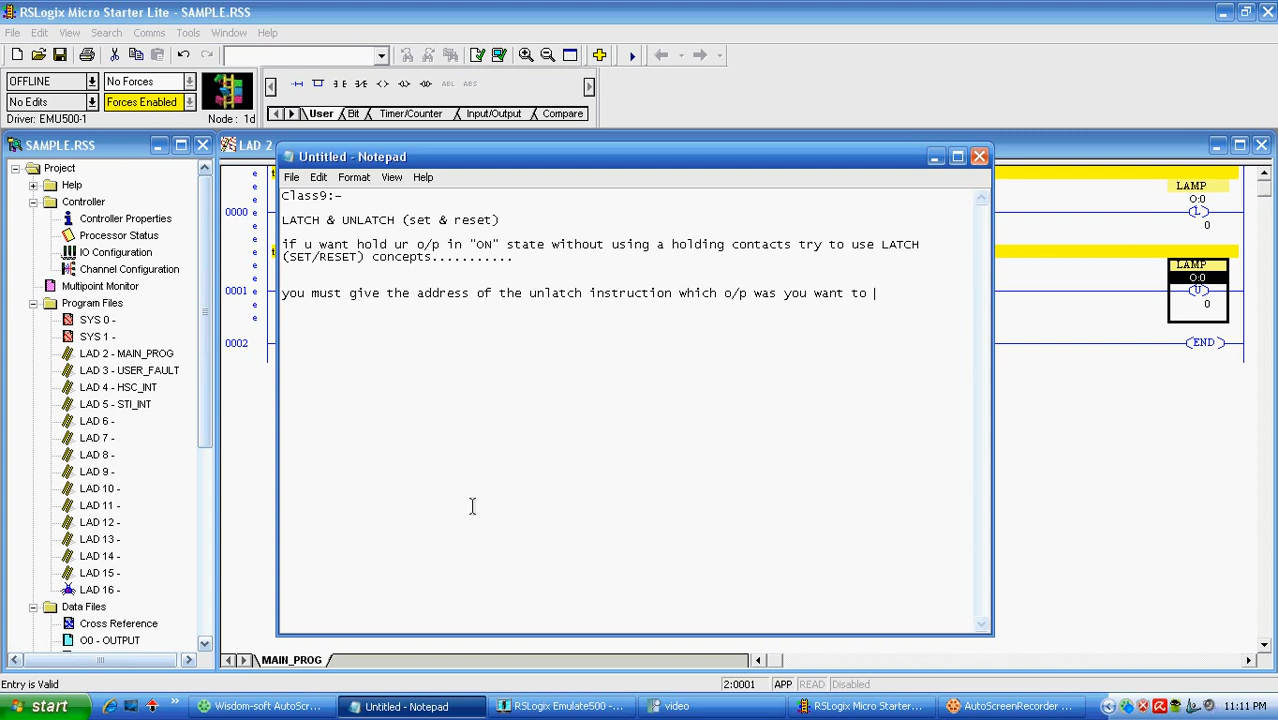 RSLogix Micro Starter Lite - SAMPLE.RSS
File Edit View Search Comms Tools Window Help
OFFLINE No Forces
No Edits Forces Enabled
Driver: EMU500-1 Node : 1d
ABL ABS
User Bit Timer/Counter Input/Output Compare
SAMPLE.RSS
Project
Help
Controller
Controller Properties
Processor Status
IO Configuration
Channel Configuration
Multipoint Monitor
Program Files
SYS 0 -
SYS 1 -
LAD 2 - MAIN_PROG
LAD 3 - USER_FAULT
LAD 4 - HSC_INT
LAD 5 - STI_INT
LAD 6 -
LAD 7 -
LAD 8 -
LAD 9 -
LAD 10 -
LAD 11 -
LAD 12 -
LAD 13 -
LAD 14 -
LAD 15 -
LAD 16 -
Data Files
Cross Reference
O0 - OUTPUT
LAD 2
0000
e
e
e
e
e
e
0001
e
e
e
e
e
e
0002
Untitled - Notepad
File Edit Format View Help
Class9:-
LATCH & UNLATCH (set & reset)
if u want hold ur o/p in "ON" state without using a holding contacts try to use LATCH
(SET/RESET) concepts...........
you must give the address of the unlatch instruction which o/p was you want to
LAMP
O:0
L
0
LAMP
O:0
U
0
END
MAIN_PROG
Entry is Valid
2:0001 APP READ Disabled
start
Wisdom-soft AutoScr...
Untitled - Notepad
RSLogix Emulate500 -...
video
RSLogix Micro Starter...
AutoScreenRecorder ...
11:11 PM